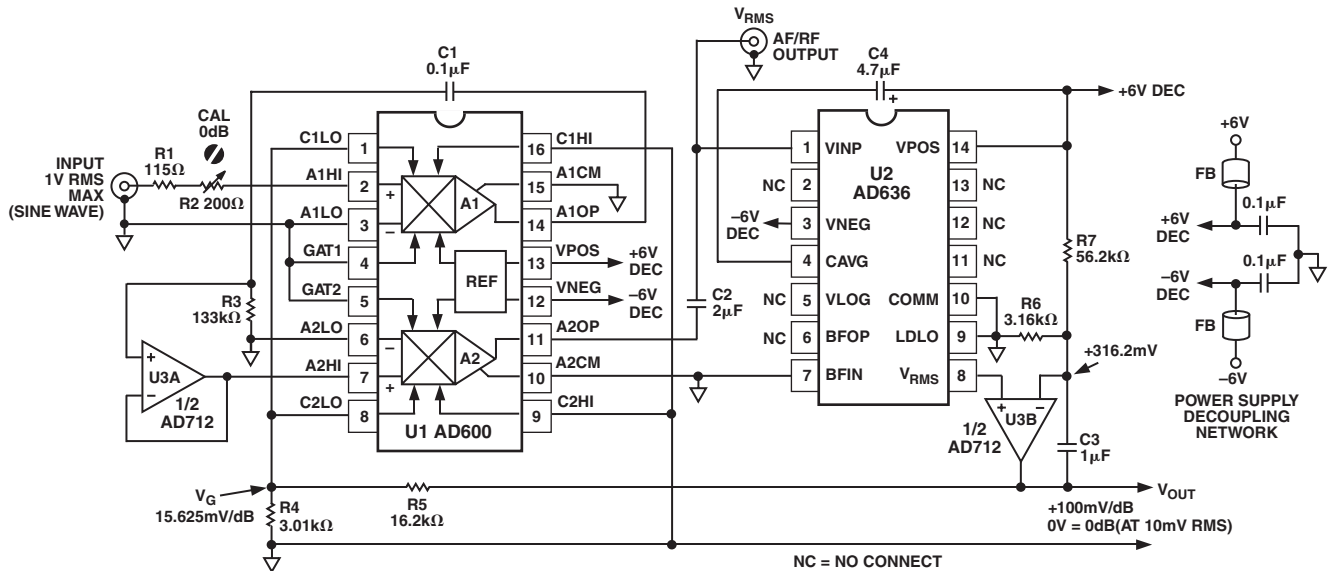 V_RMS
AF/RF
OUTPUT
C1
0.1µF
C4
4.7µF
+
+6V DEC
CAL
0dB
INPUT
1V RMS
MAX
(SINE WAVE)
R1
115Ω
R2 200Ω
C1LO
1
A1HI
2
+
A1LO
3
–
GAT1
4
GAT2
5
A2LO
6
–
A2HI
7
+
C2LO
8
A1
REF
A2
U1 AD600
16
C1HI
15
A1CM
14
A1OP
13
VPOS
+6V
DEC
12
VNEG
–6V
DEC
11
A2OP
10
A2CM
9
C2HI
R3
133kΩ
+
U3A
–
1/2
AD712
C2
2µF
1
VINP
NC
2
–6V
DEC
3
VNEG
4
CAVG
NC
5
VLOG
NC
6
BFOP
7
BFIN
U2
AD636
VPOS
14
13
NC
12
NC
11
NC
COMM
10
LDLO
9
V_RMS
8
R7
56.2kΩ
R6
3.16kΩ
+316.2mV
+
–
U3B
1/2
AD712
C3
1µF
+6V
FB
0.1µF
+6V
DEC
0.1µF
–6V
DEC
FB
–6V
POWER SUPPLY
DECOUPLING
NETWORK
V_G
15.625mV/dB
R4
3.01kΩ
R5
16.2kΩ
V_OUT
+100mV/dB
0V = 0dB(AT 10mV RMS)
NC = NO CONNECT